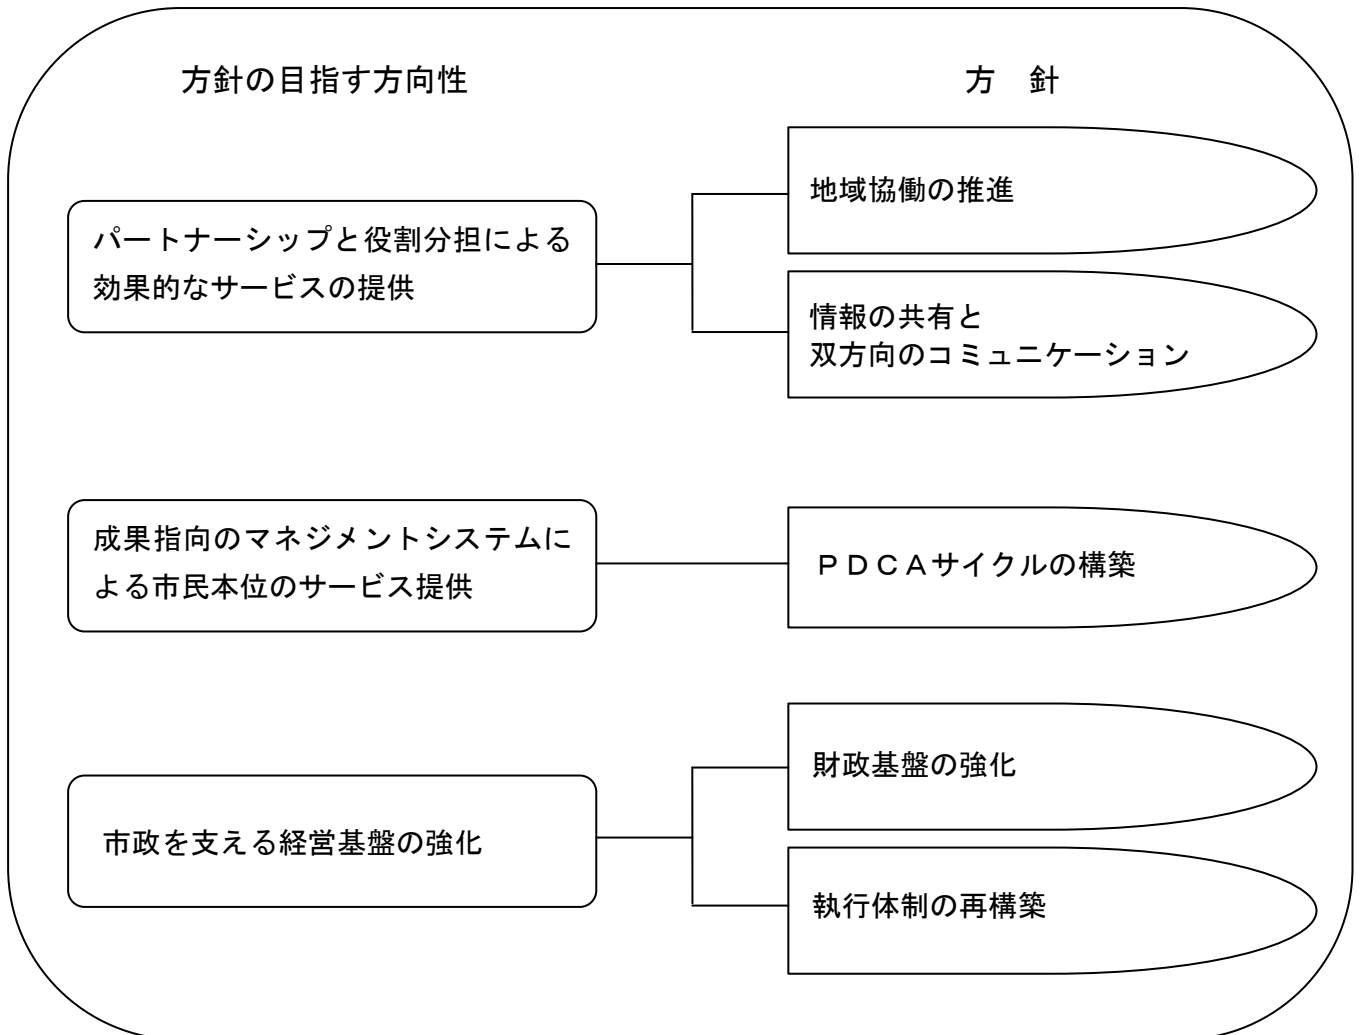 方針の目指す方向性
方　針
パートナーシップと役割分担による
効果的なサービスの提供
地域協働の推進
情報の共有と
双方向のコミュニケーション
成果指向のマネジメントシステムに
よる市民本位のサービス提供
ＰＤＣＡサイクルの構築
市政を支える経営基盤の強化
財政基盤の強化
執行体制の再構築